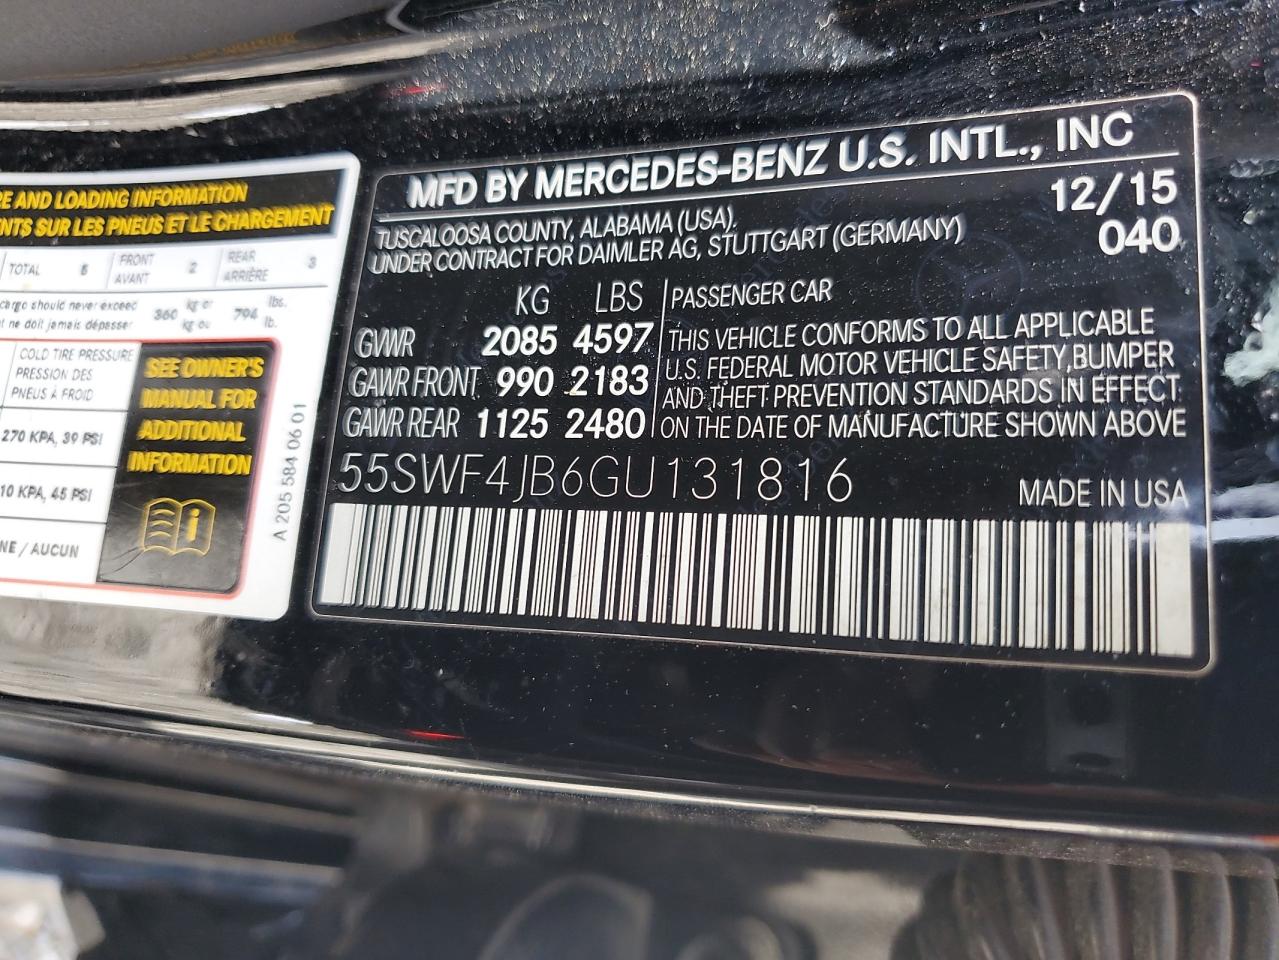 RE AND LOADING INFORMATION
NTS SUR LES PNEUS ET LE CHARGEMENT
TOTAL 5 FRONT AVANT 2 REAR ARRIÈRE 3
cargo should never exceed
t ne doit jamais dépasser
360 kg or kg ou 794 lbs. lb.
COLD TIRE PRESSURE
PRESSION DES
PNEUS À FROID
270 KPA, 39 PSI
10 KPA, 45 PSI
NE / AUCUN
SEE OWNER'S
MANUAL FOR
ADDITIONAL
INFORMATION
A 205 584 06 01
MFD BY MERCEDES-BENZ U.S. INTL., INC
TUSCALOOSA COUNTY, ALABAMA (USA).
UNDER CONTRACT FOR DAIMLER AG, STUTTGART (GERMANY)
12/15
040
KG LBS
GWWR 2085 4597
GAWR FRONT 990 2183
GAWR REAR 1125 2480
PASSENGER CAR
THIS VEHICLE CONFORMS TO ALL APPLICABLE
U.S. FEDERAL MOTOR VEHICLE SAFETY, BUMPER
AND THEFT PREVENTION STANDARDS IN EFFECT
ON THE DATE OF MANUFACTURE SHOWN ABOVE
55SWF4JB6GU131816
MADE IN USA